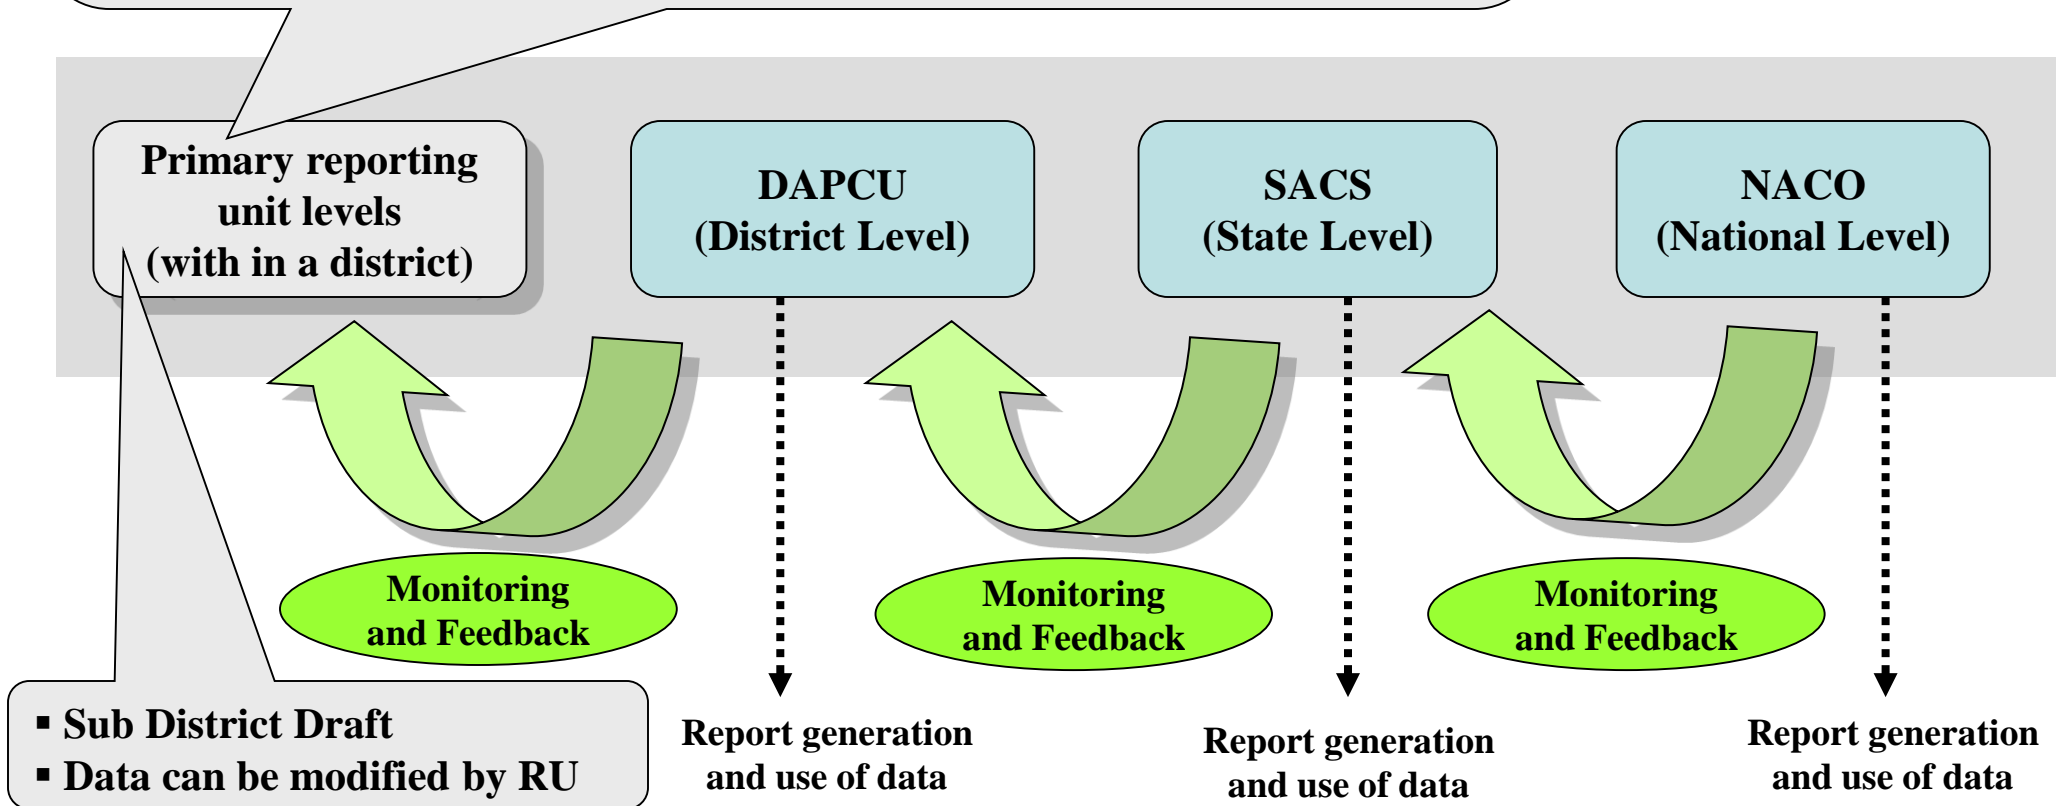 Primary reporting
unit levels
(with in a district)
DAPCU
(District Level)
SACS
(State Level)
NACO
(National Level)
Monitoring
and Feedback
Monitoring
and Feedback
Monitoring
and Feedback
▪ Sub District Draft
▪ Data can be modified by RU
Report generation
and use of data
Report generation
and use of data
Report generation
and use of data